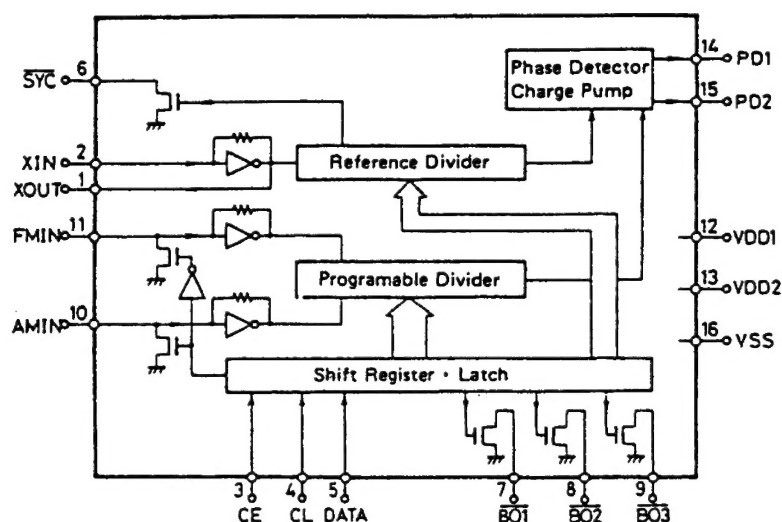 14
PD1
6
SYC
Phase Detector
Charge Pump
15
PD2
2
XIN
Reference Divider
1
XOUT
11
FMIN
12
VDD1
Programable Divider
13
VDD2
10
AMIN
16
VSS
Shift Register · Latch
3
4
5
7
8
9
CE
CL
DATA
BO1
BO2
BO3